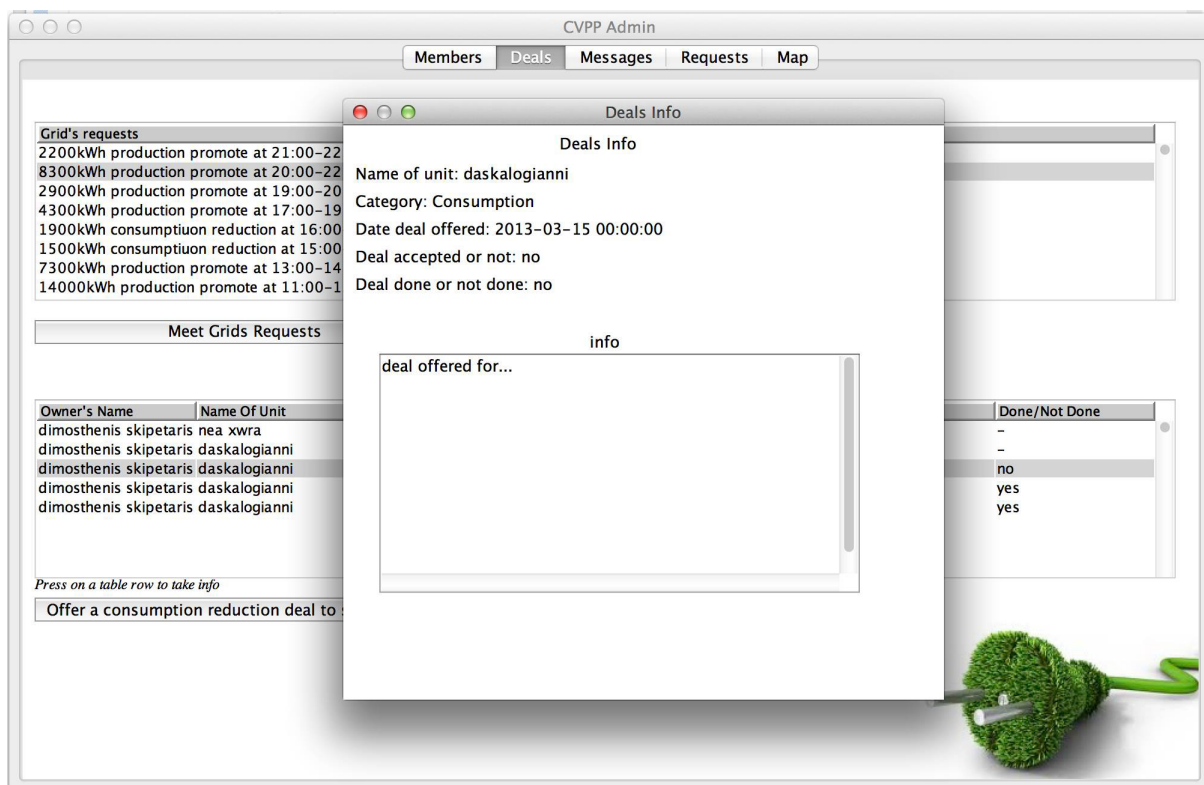 CVPP Admin
Members Deals Messages Requests Map
Grid's requests
2200kWh production promote at 21:00-22
8300kWh production promote at 20:00-22
2900kWh production promote at 19:00-20
4300kWh production promote at 17:00-19
1900kWh consumptiuon reduction at 16:00
1500kWh consumptiuon reduction at 15:00
7300kWh production promote at 13:00-14
14000kWh production promote at 11:00-1
Meet Grids Requests
Deals Info
Deals Info
Name of unit: daskalogianni
Category: Consumption
Date deal offered: 2013-03-15 00:00:00
Deal accepted or not: no
Deal done or not done: no
info
deal offered for...
Owner's Name Name Of Unit Done/Not Done
dimosthenis skipetaris nea xwra -
dimosthenis skipetaris daskalogianni -
dimosthenis skipetaris daskalogianni no
dimosthenis skipetaris daskalogianni yes
dimosthenis skipetaris daskalogianni yes
Press on a table row to take info
Offer a consumption reduction deal to